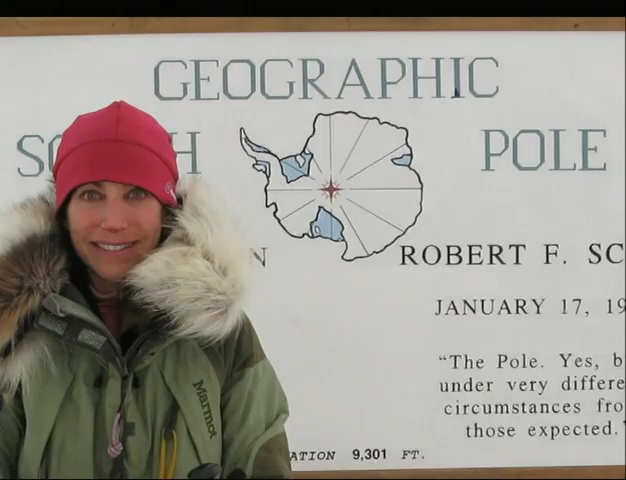 GEOGRAPHIC
SO H POLE
N ROBERT F. SC
JANUARY 17, 19
“The Pole. Yes, b
under very differe
circumstances fro
those expected.”
Marmot
ATION 9,301 FT.